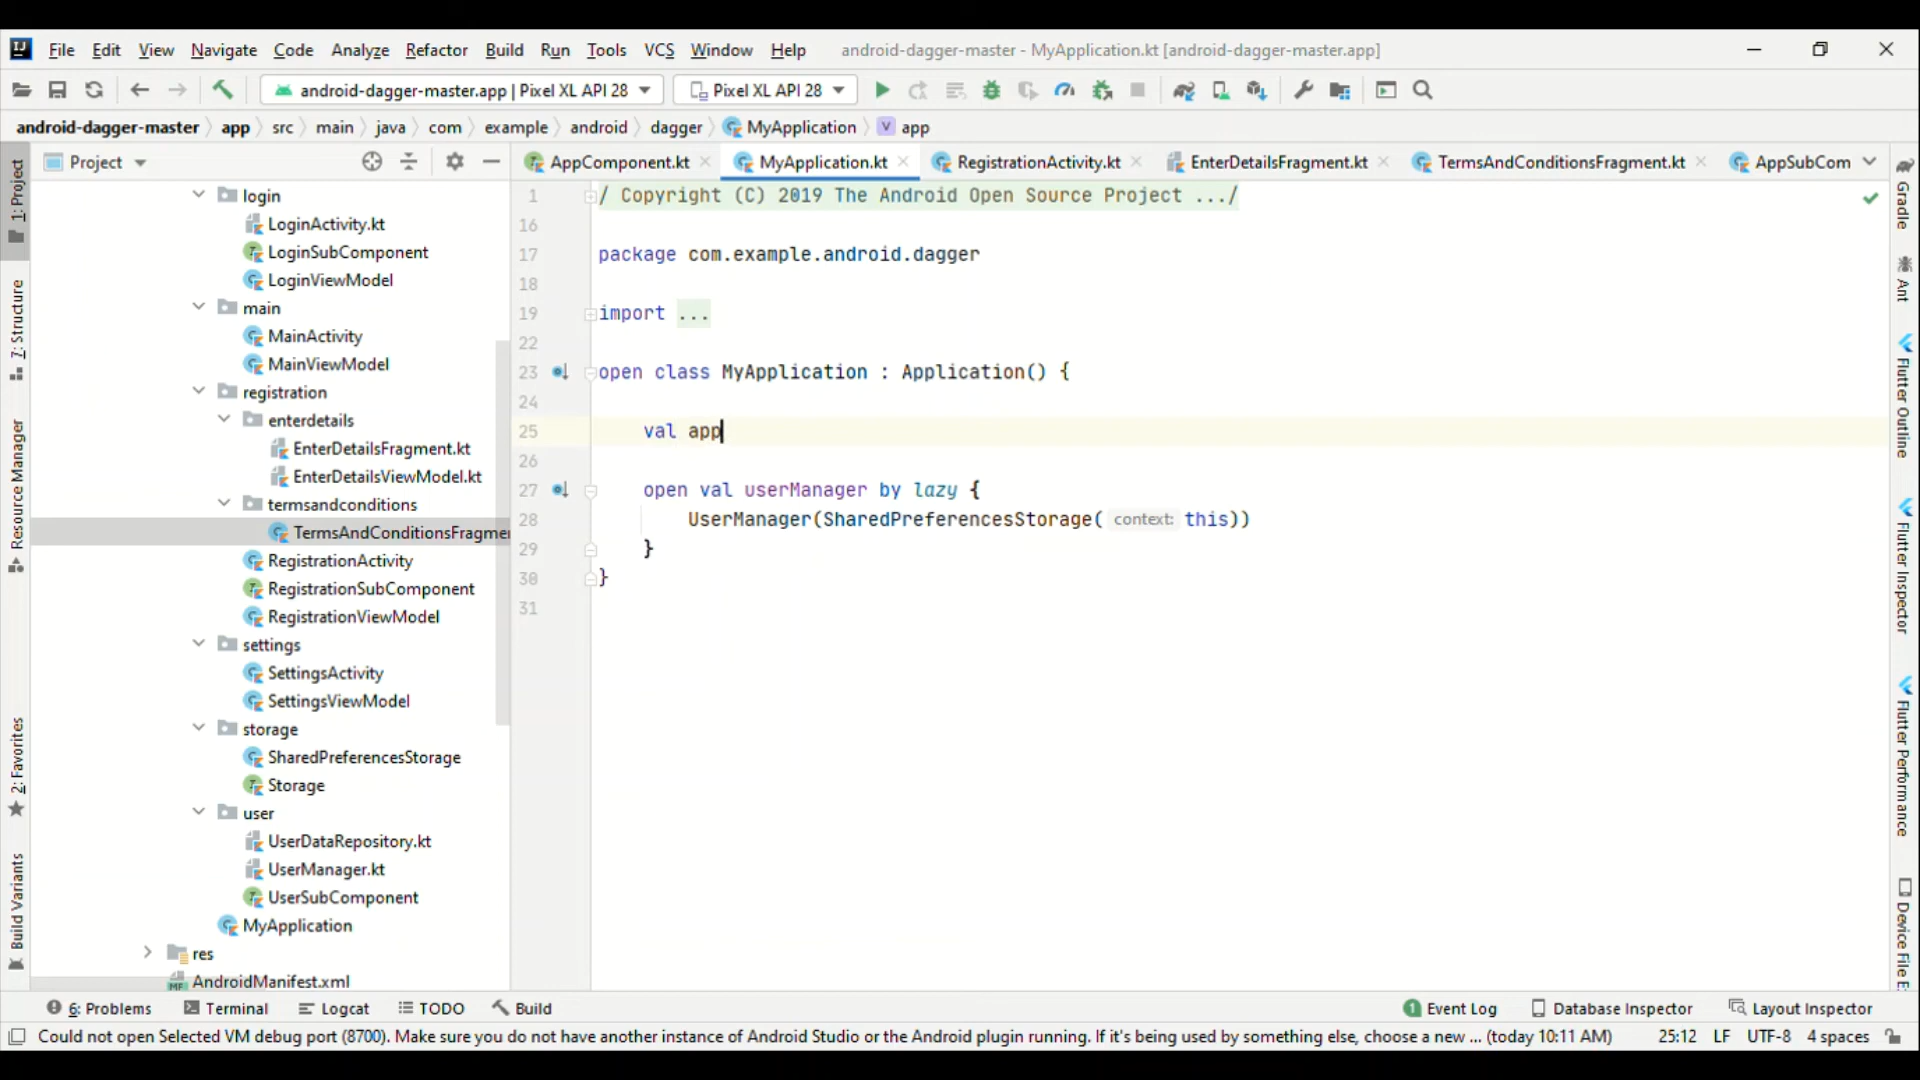 File Edit View Navigate Code Analyze Refactor Build Run Tools VCS Window Help android-dagger-master - MyApplication.kt [android-dagger-master.app]
android-dagger-master.app | Pixel XL API 28 Pixel XL API 28
android-dagger-master app src main java com example android dagger MyApplication app
Project
AppComponent.kt MyApplication.kt RegistrationActivity.kt EnterDetailsFragment.kt TermsAndConditionsFragment.kt AppSubCom
1: Project
7: Structure
Resource Manager
2: Favorites
Build Variants
login
LoginActivity.kt
LoginSubComponent
LoginViewModel
main
MainActivity
MainViewModel
registration
enterdetails
EnterDetailsFragment.kt
EnterDetailsViewModel.kt
termsandconditions
TermsAndConditionsFragmer
RegistrationActivity
RegistrationSubComponent
RegistrationViewModel
settings
SettingsActivity
SettingsViewModel
storage
SharedPreferencesStorage
Storage
user
UserDataRepository.kt
UserManager.kt
UserSubComponent
MyApplication
res
AndroidManifest.xml
1 / Copyright (C) 2019 The Android Open Source Project .../
16
17 package com.example.android.dagger
18
19 import ...
22
23 open class MyApplication : Application() {
24
25 val app
26
27 open val userManager by lazy {
28 UserManager(SharedPreferencesStorage( context: this))
29 }
30 }
31
Gradle
Ant
Flutter Outline
Flutter Inspector
Flutter Performance
Device File E
6: Problems Terminal Logcat TODO Build 1 Event Log Database Inspector Layout Inspector
Could not open Selected VM debug port (8700). Make sure you do not have another instance of Android Studio or the Android plugin running. If it's being used by something else, choose a new ... (today 10:11 AM) 25:12 LF UTF-8 4 spaces